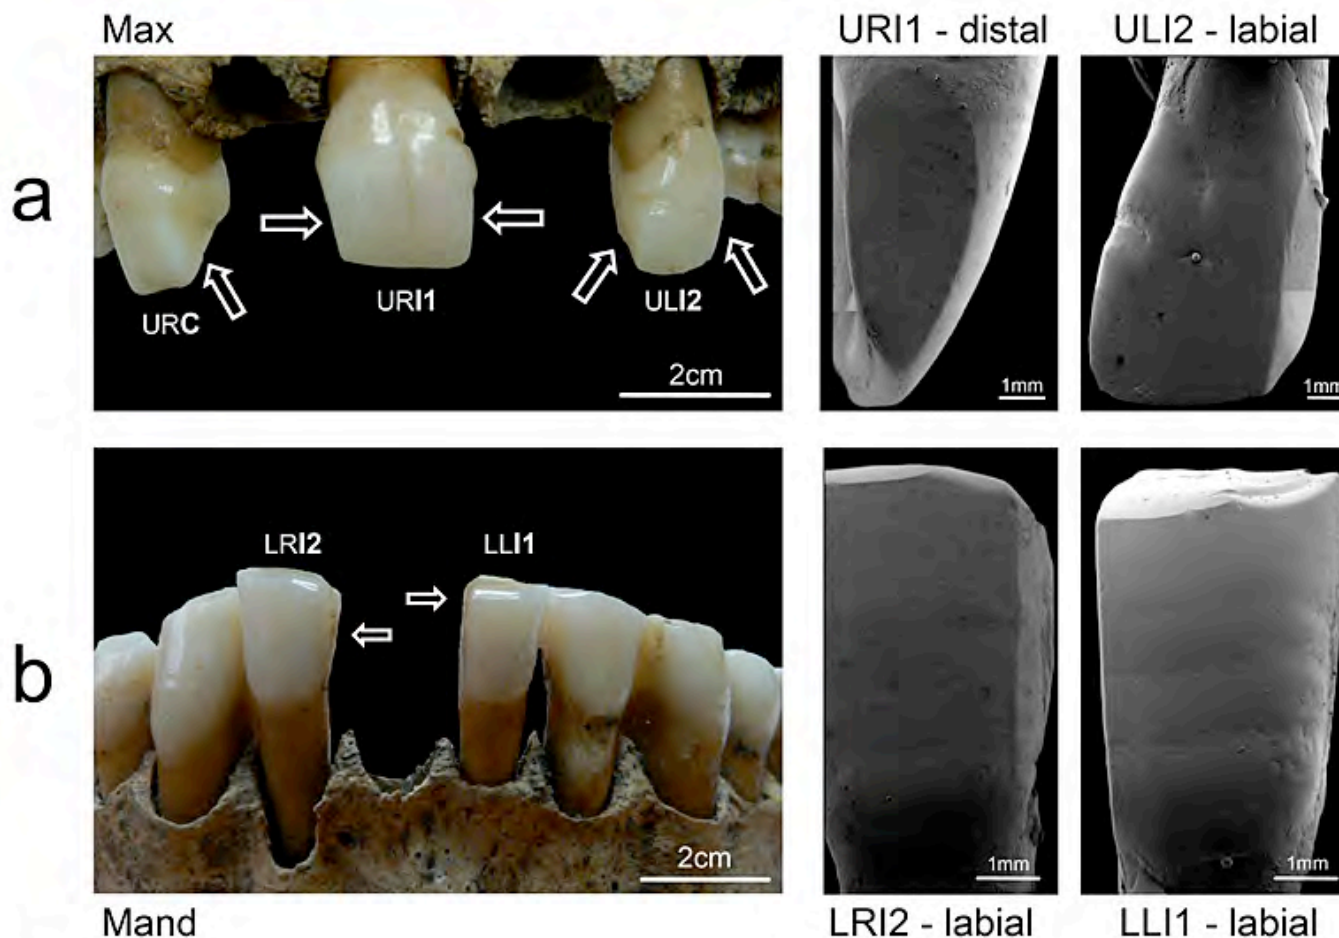 Max
URI1 - distal
ULI2 - labial
a
URC
URI1
ULI2
2cm
1mm
1mm
LRI2
LLI1
b
2cm
1mm
1mm
Mand
LRI2 - labial
LLI1 - labial